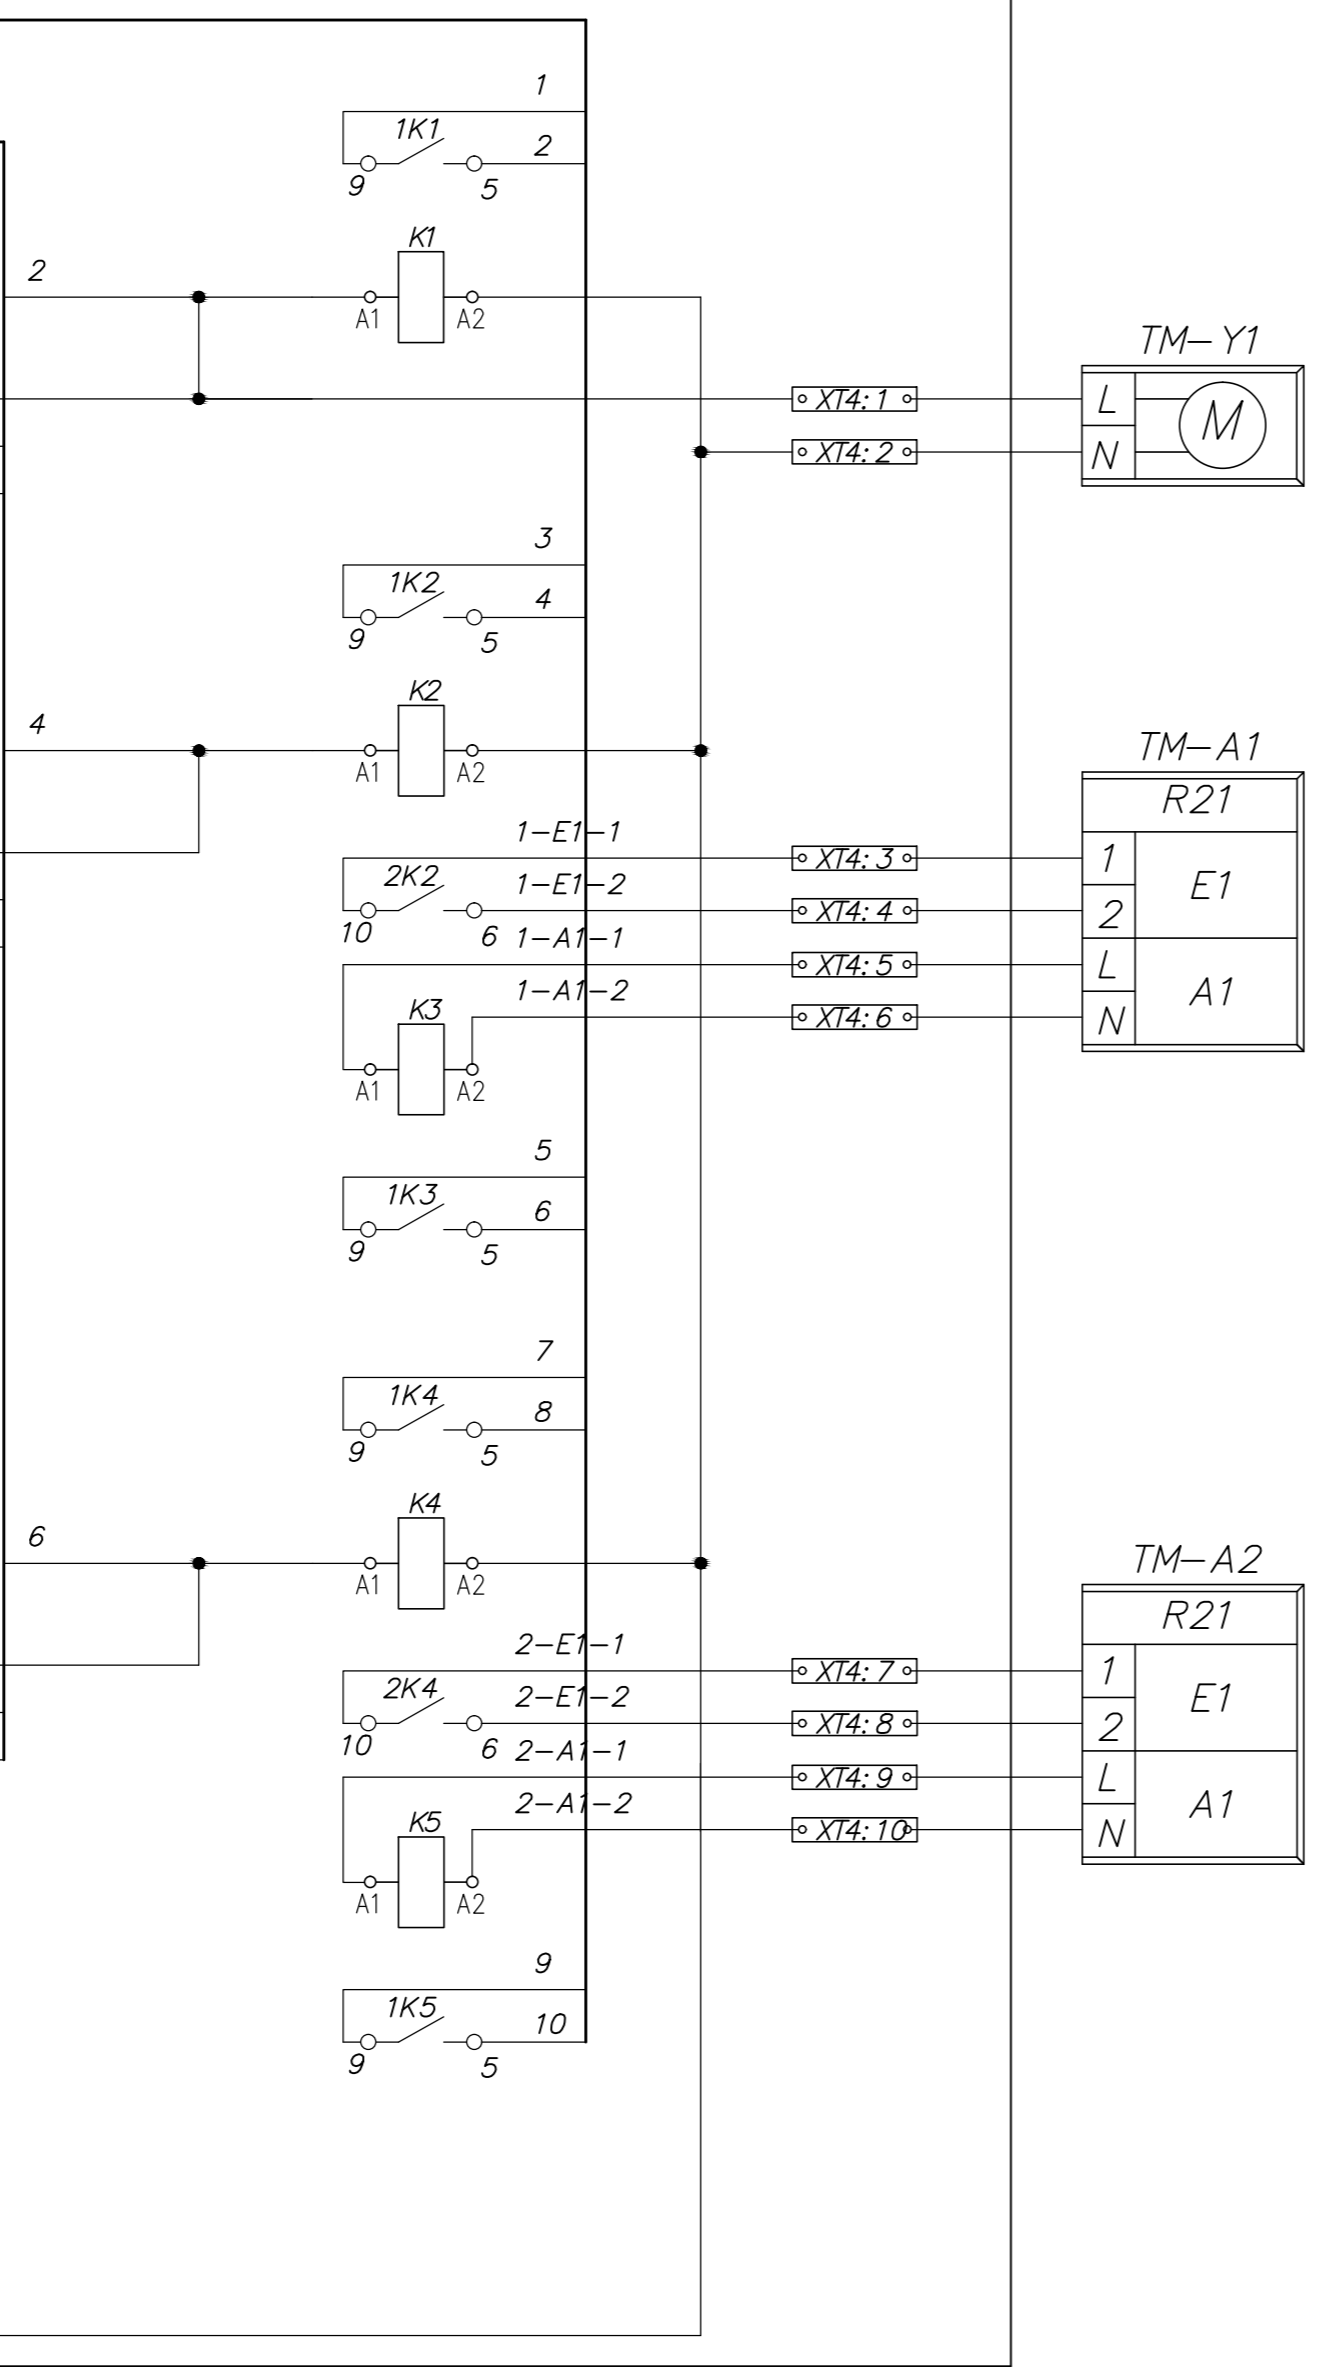 1
1K1
2
9
5
K1
2
A1
A2
TM-Y1
L
XT4:1
M
N
XT4:2
3
1K2
4
9
5
K2
4
A1
A2
TM-A1
R21
1-E1-1
XT4:3
1
2K2
1-E1-2
E1
XT4:4
2
10
6
1-A1-1
XT4:5
L
1-A1-2
A1
K3
XT4:6
N
A1
A2
5
1K3
6
9
5
7
1K4
8
9
5
K4
6
A1
A2
TM-A2
R21
2-E1-1
XT4:7
1
2K4
2-E1-2
E1
XT4:8
2
10
6
2-A1-1
XT4:9
L
2-A1-2
A1
K5
XT4:10
N
A1
A2
9
1K5
10
9
5